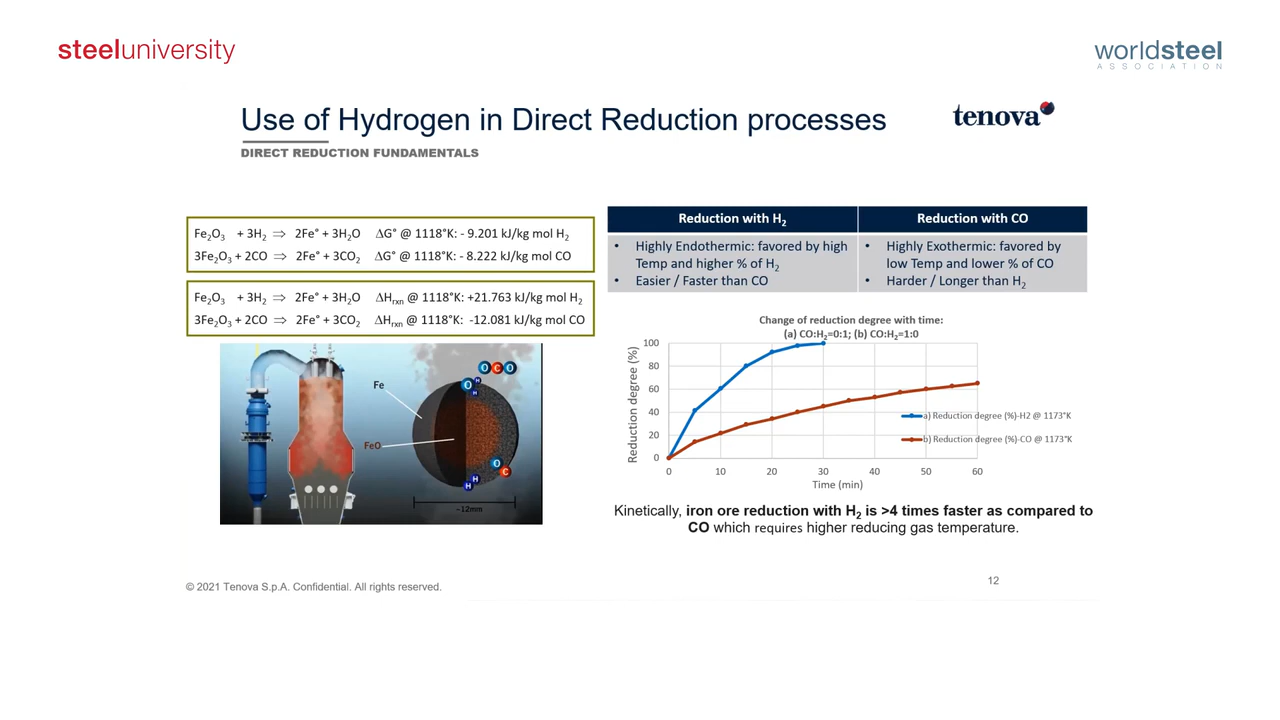 steeluniversity
worldsteel
ASSOCIATION
Use of Hydrogen in Direct Reduction processes
tenova
DIRECT REDUCTION FUNDAMENTALS
Fe₂O₃ + 3H₂ ⇒ 2Fe° + 3H₂O ΔG° @ 1118°K: - 9.201 kJ/kg mol H₂
3Fe₂O₃ + 2CO ⇒ 2Fe° + 3CO₂ ΔG° @ 1118°K: - 8.222 kJ/kg mol CO
Fe₂O₃ + 3H₂ ⇒ 2Fe° + 3H₂O ΔHrxn @ 1118°K: +21.763 kJ/kg mol H₂
3Fe₂O₃ + 2CO ⇒ 2Fe° + 3CO₂ ΔHrxn @ 1118°K: -12.081 kJ/kg mol CO
Fe
FeO
O C O
O H
H
O
C
H
H
~12mm
Reduction with H₂
Reduction with CO
• Highly Endothermic: favored by high
Temp and higher % of H₂
• Easier / Faster than CO
• Highly Exothermic: favored by
low Temp and lower % of CO
• Harder / Longer than H₂
Change of reduction degree with time:
(a) CO:H₂=0:1; (b) CO:H₂=1:0
Reduction degree (%)
100
80
60
40
20
0
a) Reduction degree (%)-H2 @ 1173°K
b) Reduction degree (%)-CO @ 1173°K
0 10 20 30 40 50 60
Time (min)
Kinetically, iron ore reduction with H₂ is >4 times faster as compared to
CO which requires higher reducing gas temperature.
© 2021 Tenova S.p.A. Confidential. All rights reserved.
12